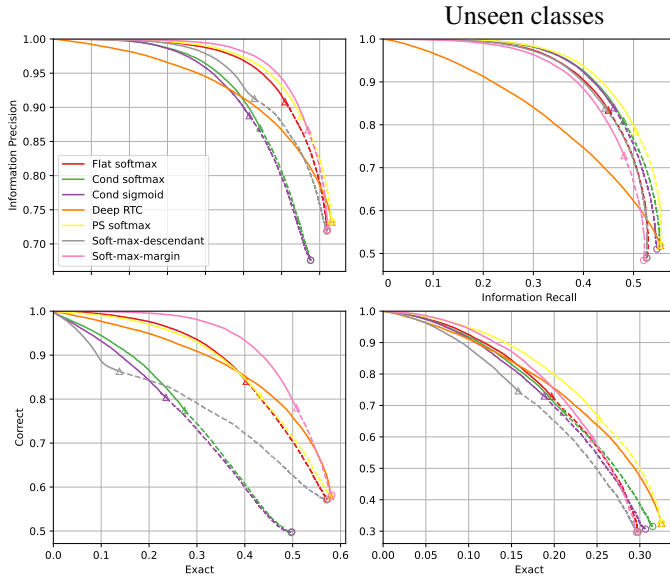 Unseen classes
1.00
0.95
0.90
0.85
0.80
0.75
0.70
Information Precision
Flat softmax
Cond softmax
Cond sigmoid
Deep RTC
PS softmax
Soft-max-descendant
Soft-max-margin
1.0
0.9
0.8
0.7
0.6
0.5
0 0.1 0.2 0.3 0.4 0.5
Information Recall
1.0
0.9
0.8
0.7
0.6
0.5
Correct
0.0 0.1 0.2 0.3 0.4 0.5 0.6
Exact
1.0
0.9
0.8
0.7
0.6
0.5
0.4
0.3
0.00 0.05 0.10 0.15 0.20 0.25 0.30
Exact